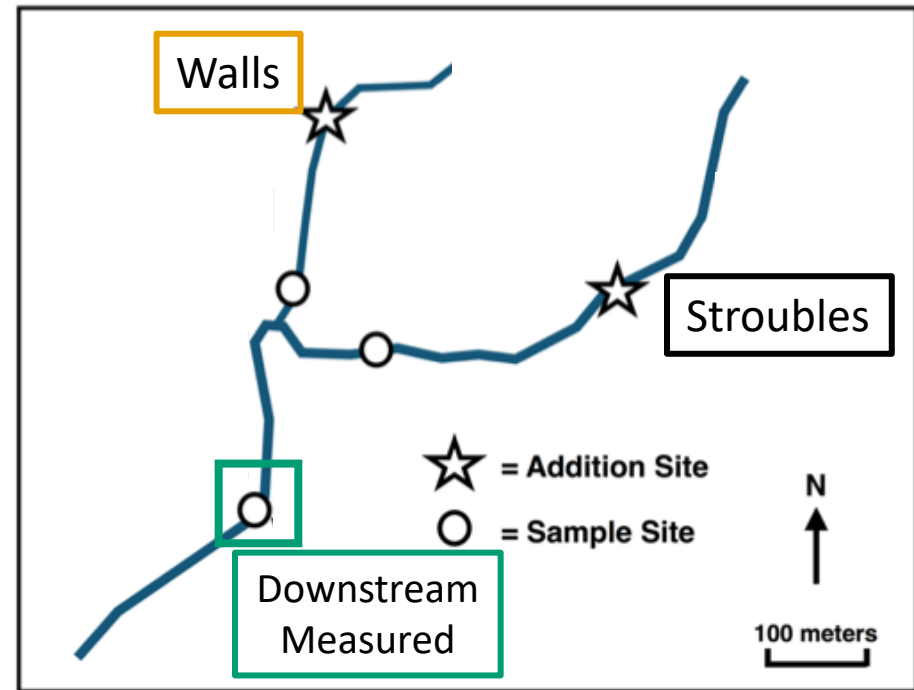 Walls
Stroubles
= Addition Site
= Sample Site
N
Downstream
Measured
100 meters